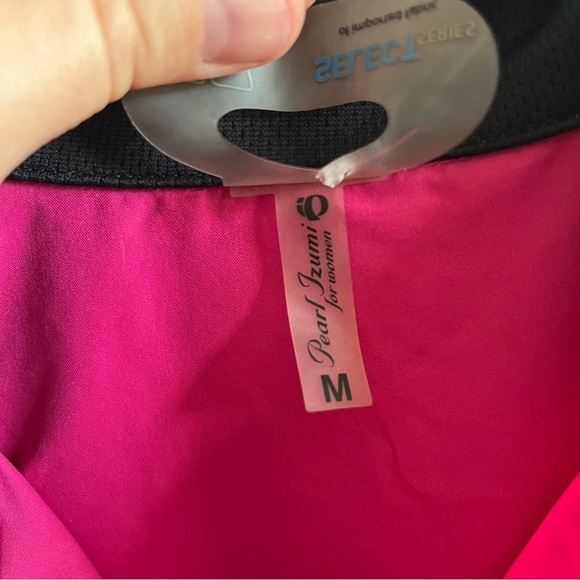 SELECT SERIES
Pearl Izumi
for women
M